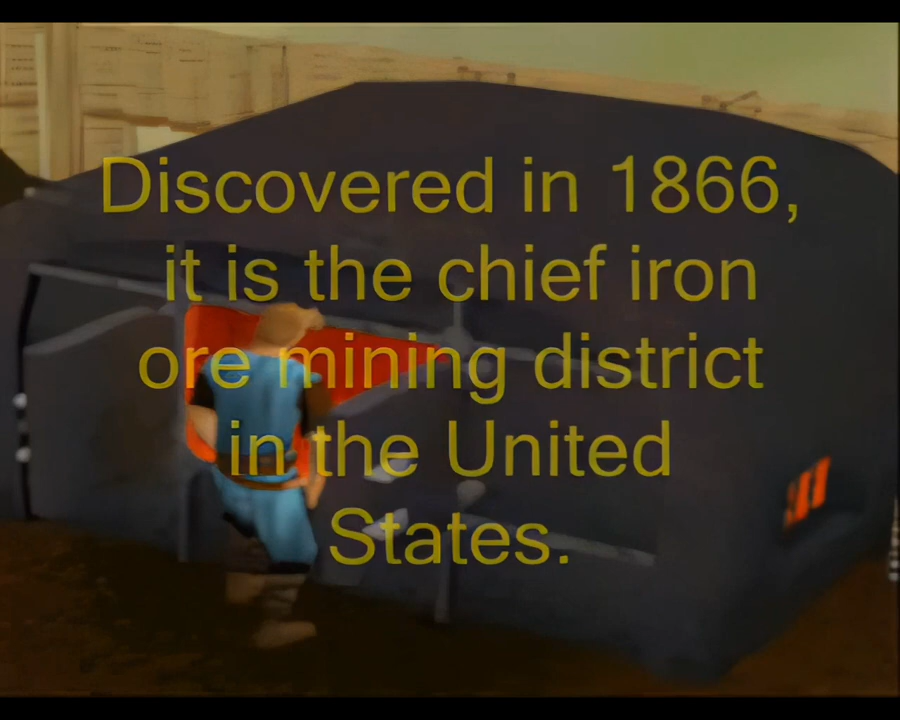 Discovered in 1866,
it is the chief iron
ore mining district
in the United
States.